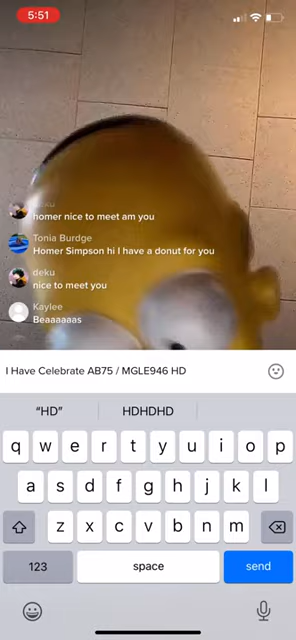 5:51
homer nice to meet am you
Tonia Burdge
Homer Simpson hi I have a donut for you
deku
nice to meet you
Kaylee
Beaaaaaas
I Have Celebrate AB75 / MGLE946 HD
“HD”
HDHDHD
q w e r t y u i o p
a s d f g h j k l
z x c v b n m
123
space
send